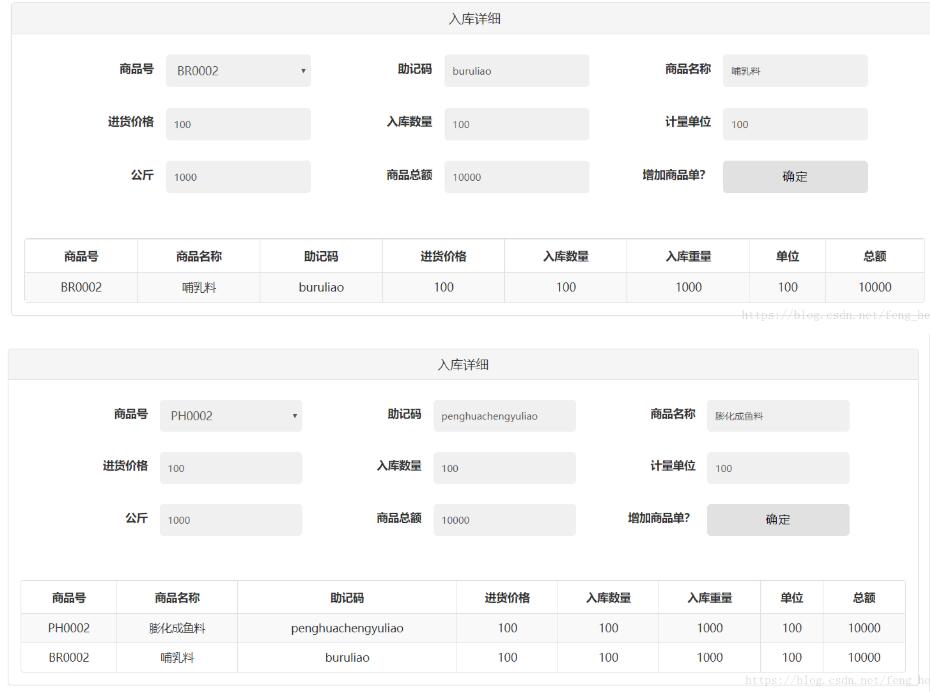 入库详细
商品号 BR0002 助记码 buruliao 商品名称 哺乳料
进货价格 100 入库数量 100 计量单位 100
公斤 1000 商品总额 10000 增加商品单? 确定
商品号 商品名称 助记码 进货价格 入库数量 入库重量 单位 总额
BR0002 哺乳料 buruliao 100 100 1000 100 10000
https://blog.csdn.net/feng_he
入库详细
商品号 PH0002 助记码 penghuachengyuliao 商品名称 膨化成鱼料
进货价格 100 入库数量 100 计量单位 100
公斤 1000 商品总额 10000 增加商品单? 确定
商品号 商品名称 助记码 进货价格 入库数量 入库重量 单位 总额
PH0002 膨化成鱼料 penghuachengyuliao 100 100 1000 100 10000
BR0002 哺乳料 buruliao 100 100 1000 100 10000
https://blog.csdn.net/feng_he